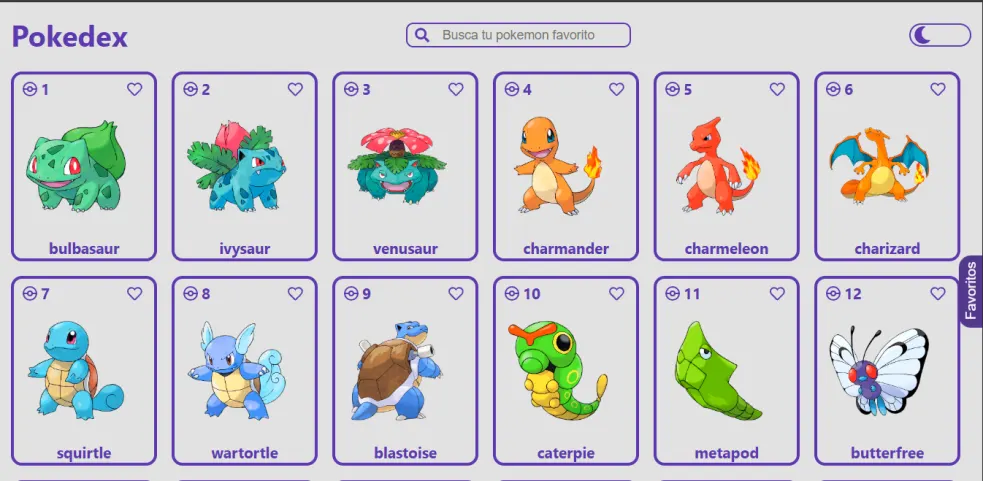 Pokedex
Busca tu pokemon favorito
1
2
3
4
5
6
bulbasaur
ivysaur
venusaur
charmander
charmeleon
charizard
Favoritos
7
8
9
10
11
12
squirtle
wartortle
blastoise
caterpie
metapod
butterfree